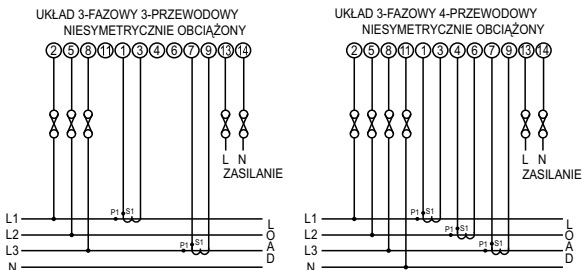 UKŁAD 3-FAZOWY 3-PRZEWODOWY
NIESYMETRYCZNIE OBCIĄŻONY
2 5 8 11 1 3 4 6 7 9 13 14
L N
ZASILANIE
P1 S1
L1
L2
P1 S1
L3
N
LOAD
UKŁAD 3-FAZOWY 4-PRZEWODOWY
NIESYMETRYCZNIE OBCIĄŻONY
2 5 8 11 1 3 4 6 7 9 13 14
L N
ZASILANIE
P1 S1
L1
P1 S1
L2
P1 S1
L3
N
LOAD